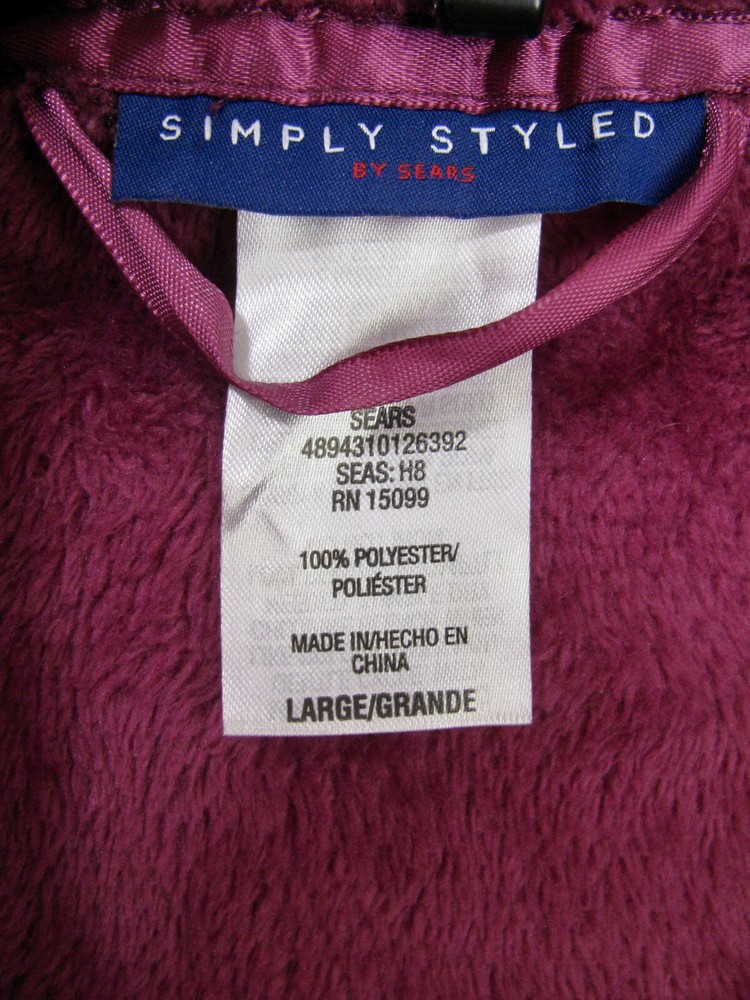 SIMPLY STYLED
BY SEARS
SEARS
4894310126392
SEAS: H8
RN 15099
100% POLYESTER/
POLIÉSTER
MADE IN/HECHO EN
CHINA
LARGE/GRANDE